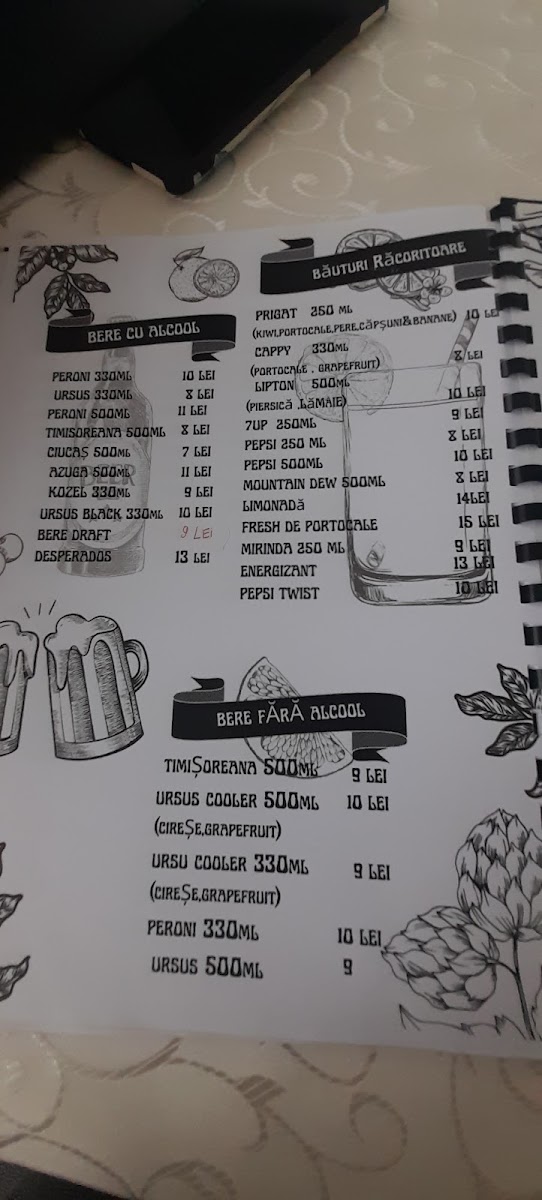 BERE CU ALCOOL
PERONI 330ML 10 LEI
URSUS 330ML 8 LEI
PERONI 500ML 11 LEI
TIMISOREANA 500ML 8 LEI
CIUCAȘ 500ML 7 LEI
AZUGA 500ML 11 LEI
KOZEL 330ML 9 LEI
URSUS BLACK 330ML 10 LEI
BERE DRAFT 9 LEI
DESPERADOS 13 LEI
BĂUTURI RĂCORITOARE
PRIGAT 250 ML 10 LEI
(KIWI,PORTOCALE,PERE,CĂPȘUNI&BANANE)
CAPPY 330ML 8 LEI
(PORTOCALE . GRAPEFRUIT)
LIPTON 500ML 10 LEI
(PIERSICĂ ,LĂMÂIE)
7UP 250ML 9 LEI
PEPSI 250 ML 8 LEI
PEPSI 500ML 10 LEI
MOUNTAIN DEW 500ML 8 LEI
LIMONADĂ 14LEI
FRESH DE PORTOCALE 15 LEI
MIRINDA 250 ML 9 LEI
ENERGIZANT 13 LEI
PEPSI TWIST 10 LEI
BERE FĂRĂ ALCOOL
TIMIȘOREANA 500ML 9 LEI
URSUS COOLER 500ML 10 LEI
(CIREȘE,GRAPEFRUIT)
URSU COOLER 330ML 9 LEI
(CIREȘE,GRAPEFRUIT)
PERONI 330ML 10 LEI
URSUS 500ML 9